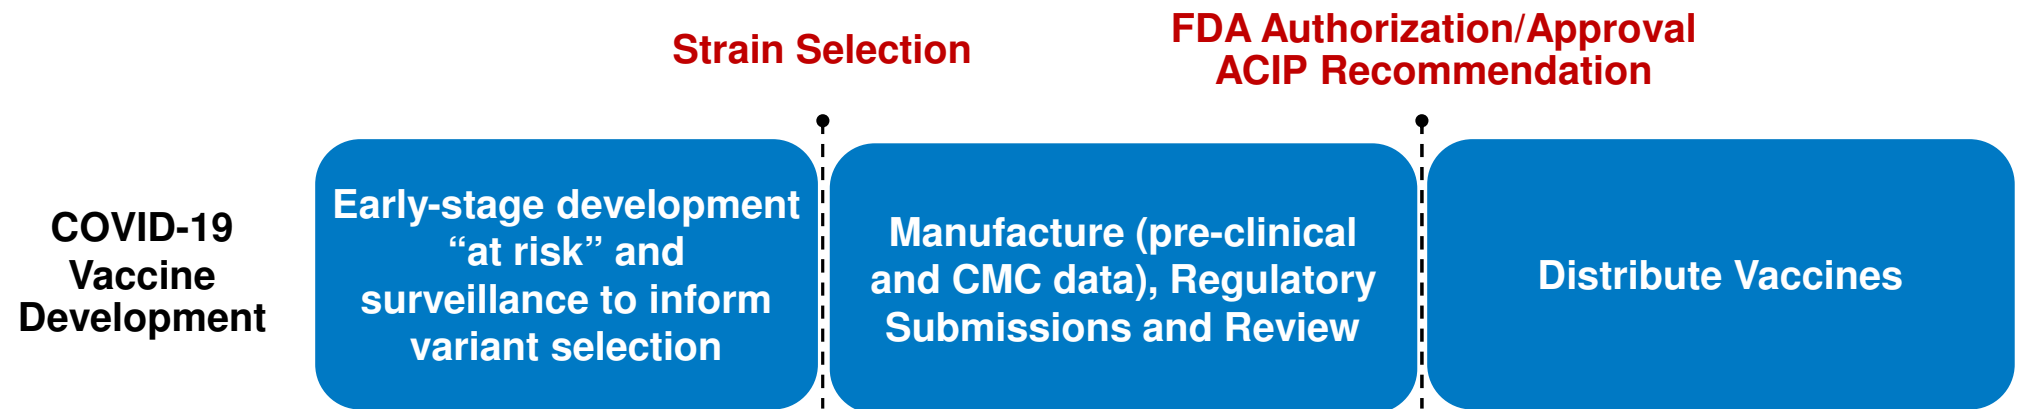 Strain Selection
FDA Authorization/Approval
ACIP Recommendation
COVID-19
Vaccine
Development
Early-stage development
“at risk” and
surveillance to inform
variant selection
Manufacture (pre-clinical
and CMC data), Regulatory
Submissions and Review
Distribute Vaccines